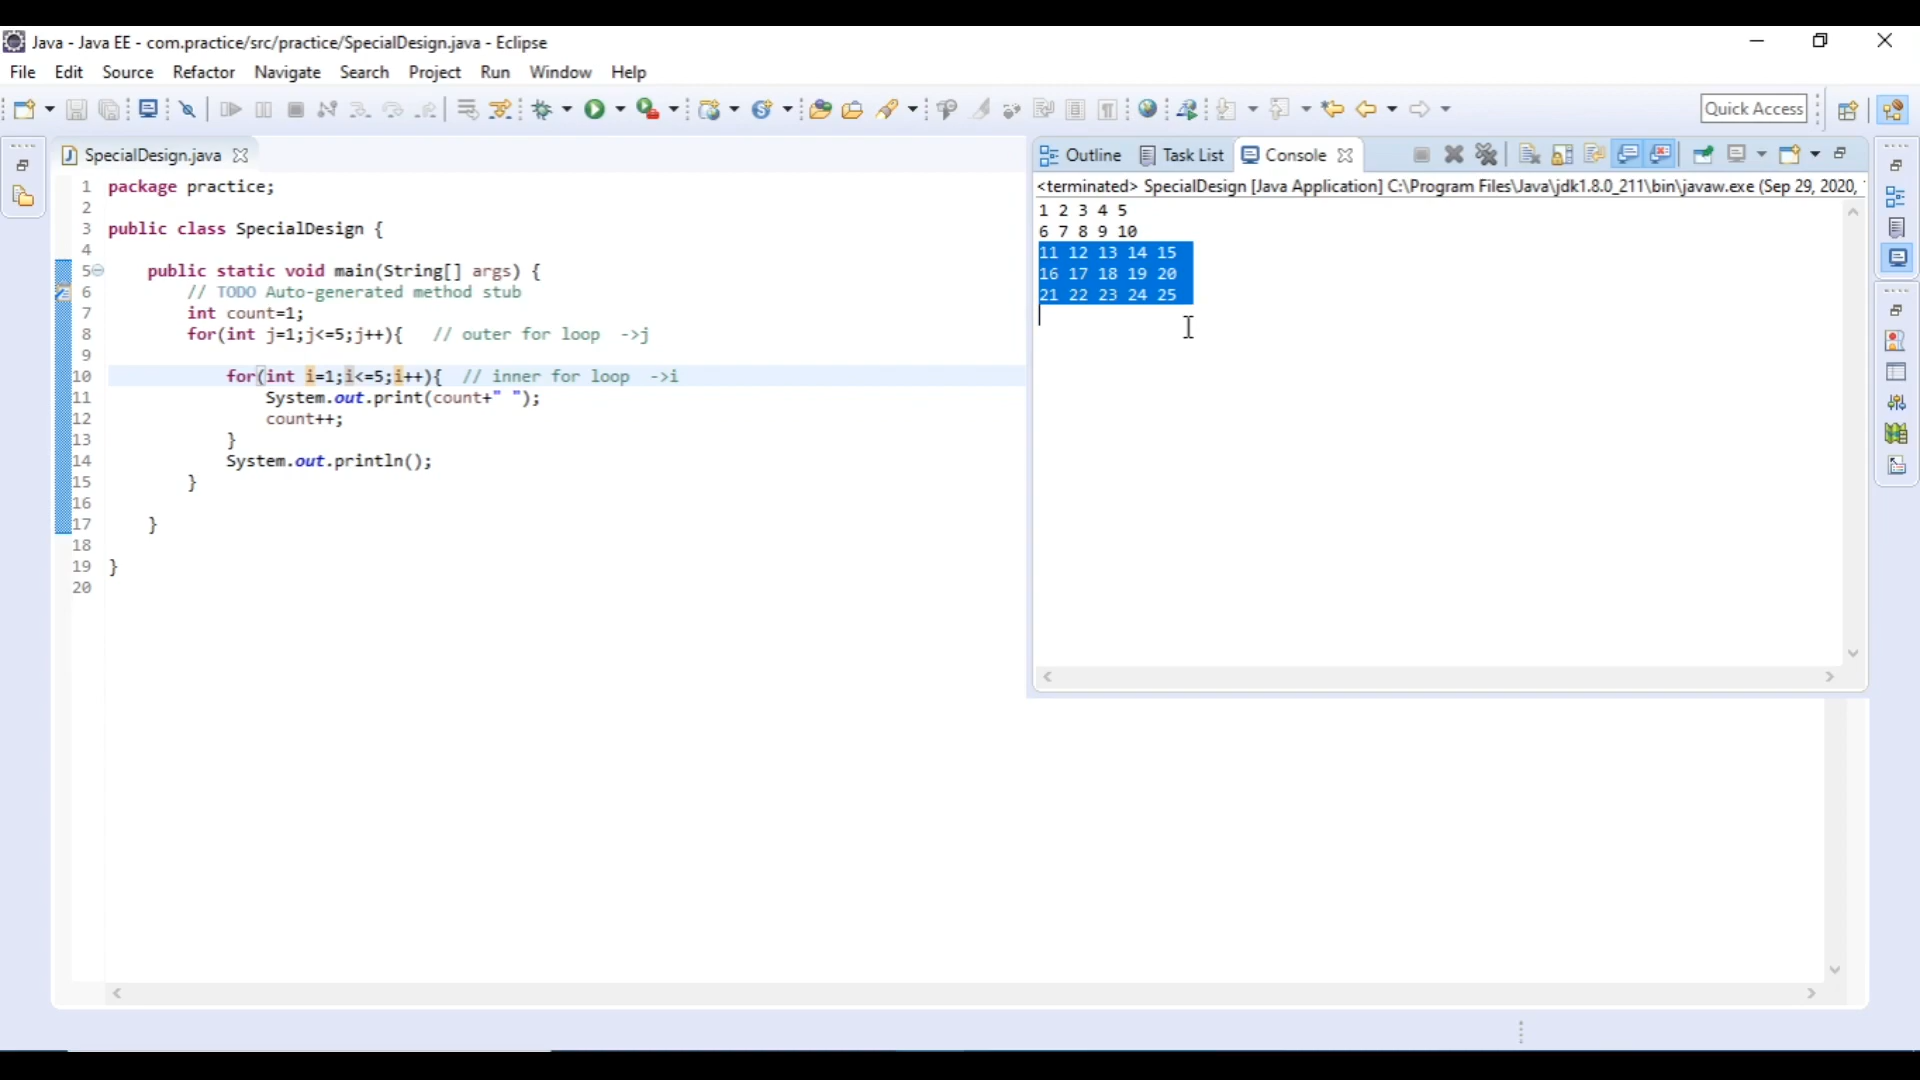 Java - Java EE - com.practice/src/practice/SpecialDesign.java - Eclipse
File Edit Source Refactor Navigate Search Project Run Window Help
Quick Access
SpecialDesign.java
1 package practice;
2
3 public class SpecialDesign {
4
5 public static void main(String[] args) {
6 // TODO Auto-generated method stub
7 int count=1;
8 for(int j=1;j<=5;j++){ // outer for loop ->j
9
10 for(int i=1;i<=5;i++){ // inner for loop ->i
11 System.out.print(count+" ");
12 count++;
13 }
14 System.out.println();
15 }
16
17 }
18
19 }
20
Outline Task List Console
<terminated> SpecialDesign [Java Application] C:\Program Files\Java\jdk1.8.0_211\bin\javaw.exe (Sep 29, 2020,
1 2 3 4 5
6 7 8 9 10
11 12 13 14 15
16 17 18 19 20
21 22 23 24 25